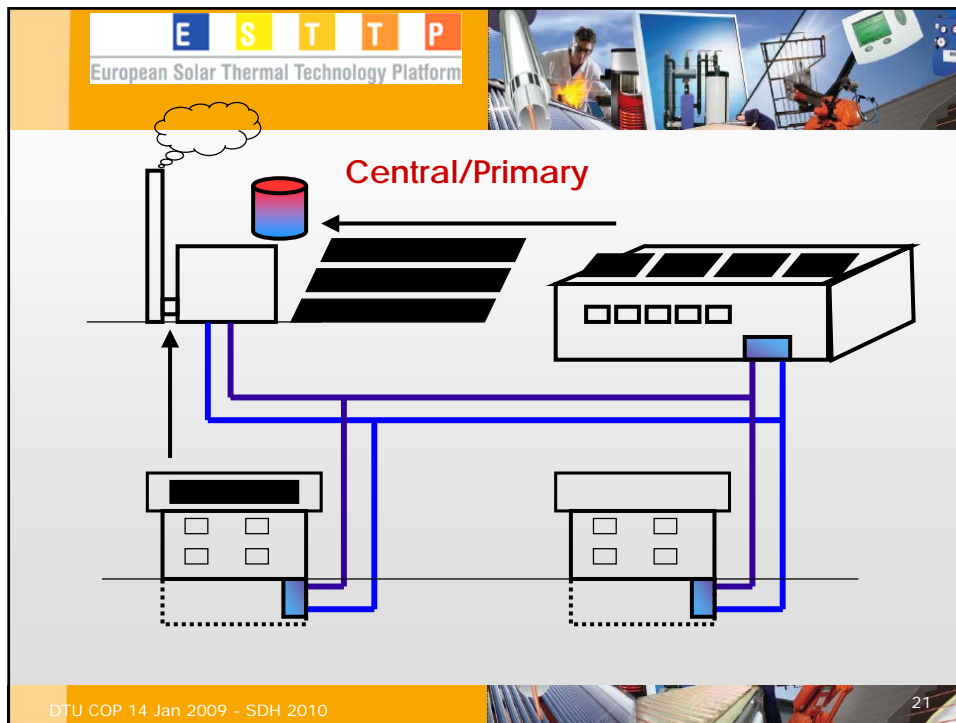 E S T T P
European Solar Thermal Technology Platform
Central/Primary
DTU COP 14 Jan 2009 - SDH 2010
21